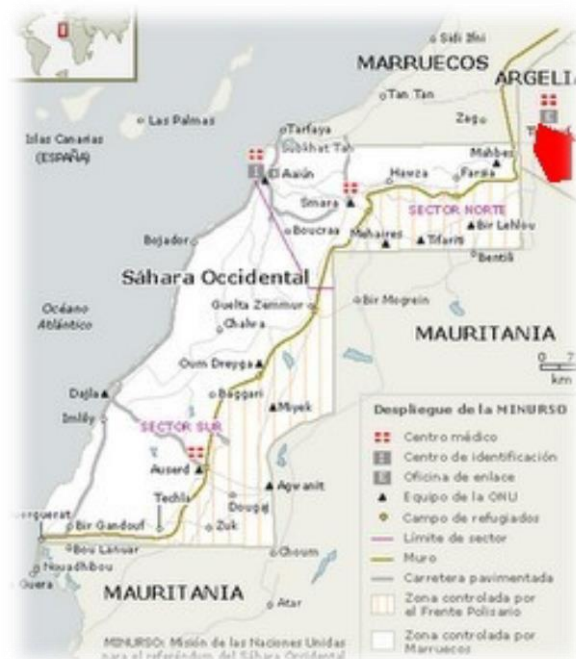 Sidi Ifni
MARRUECOS
ARGELIA
Tan Tan
Las Palmas
Zag
Islas Canarias
(ESPAÑA)
Tarfaya
Subkhat Tah
Mahbes
El Aaiún
Hawza
Farsia
Smara
SECTOR NORTE
Boucraa
Bir Lehlou
Mehaires
Tifariti
Bojador
Bentili
Sáhara Occidental
Guelta Zemmur
Bir Mogrein
Océano
Atlántico
Chalwa
MAURITANIA
Oum Dreyga
km
Dajla
Baggari
Miyek
Imlily
SECTOR SUR
Auserd
Agwanit
Techla
Dougaj
Bir Gandouf
Zuk
Bou Lanuar
Choum
Nouadhibou
Guera
MAURITANIA
Atar
Despliegue de la MINURSO
Centro médico
I Centro de identificación
E Oficina de enlace
Equipo de la ONU
Campo de refugiados
Límite de sector
Muro
Carretera pavimentada
Zona controlada por
el Frente Polisario
Zona controlada por
Marruecos
MINURSO: Misión de las Naciones Unidas
para el referéndum del Sáhara Occidental